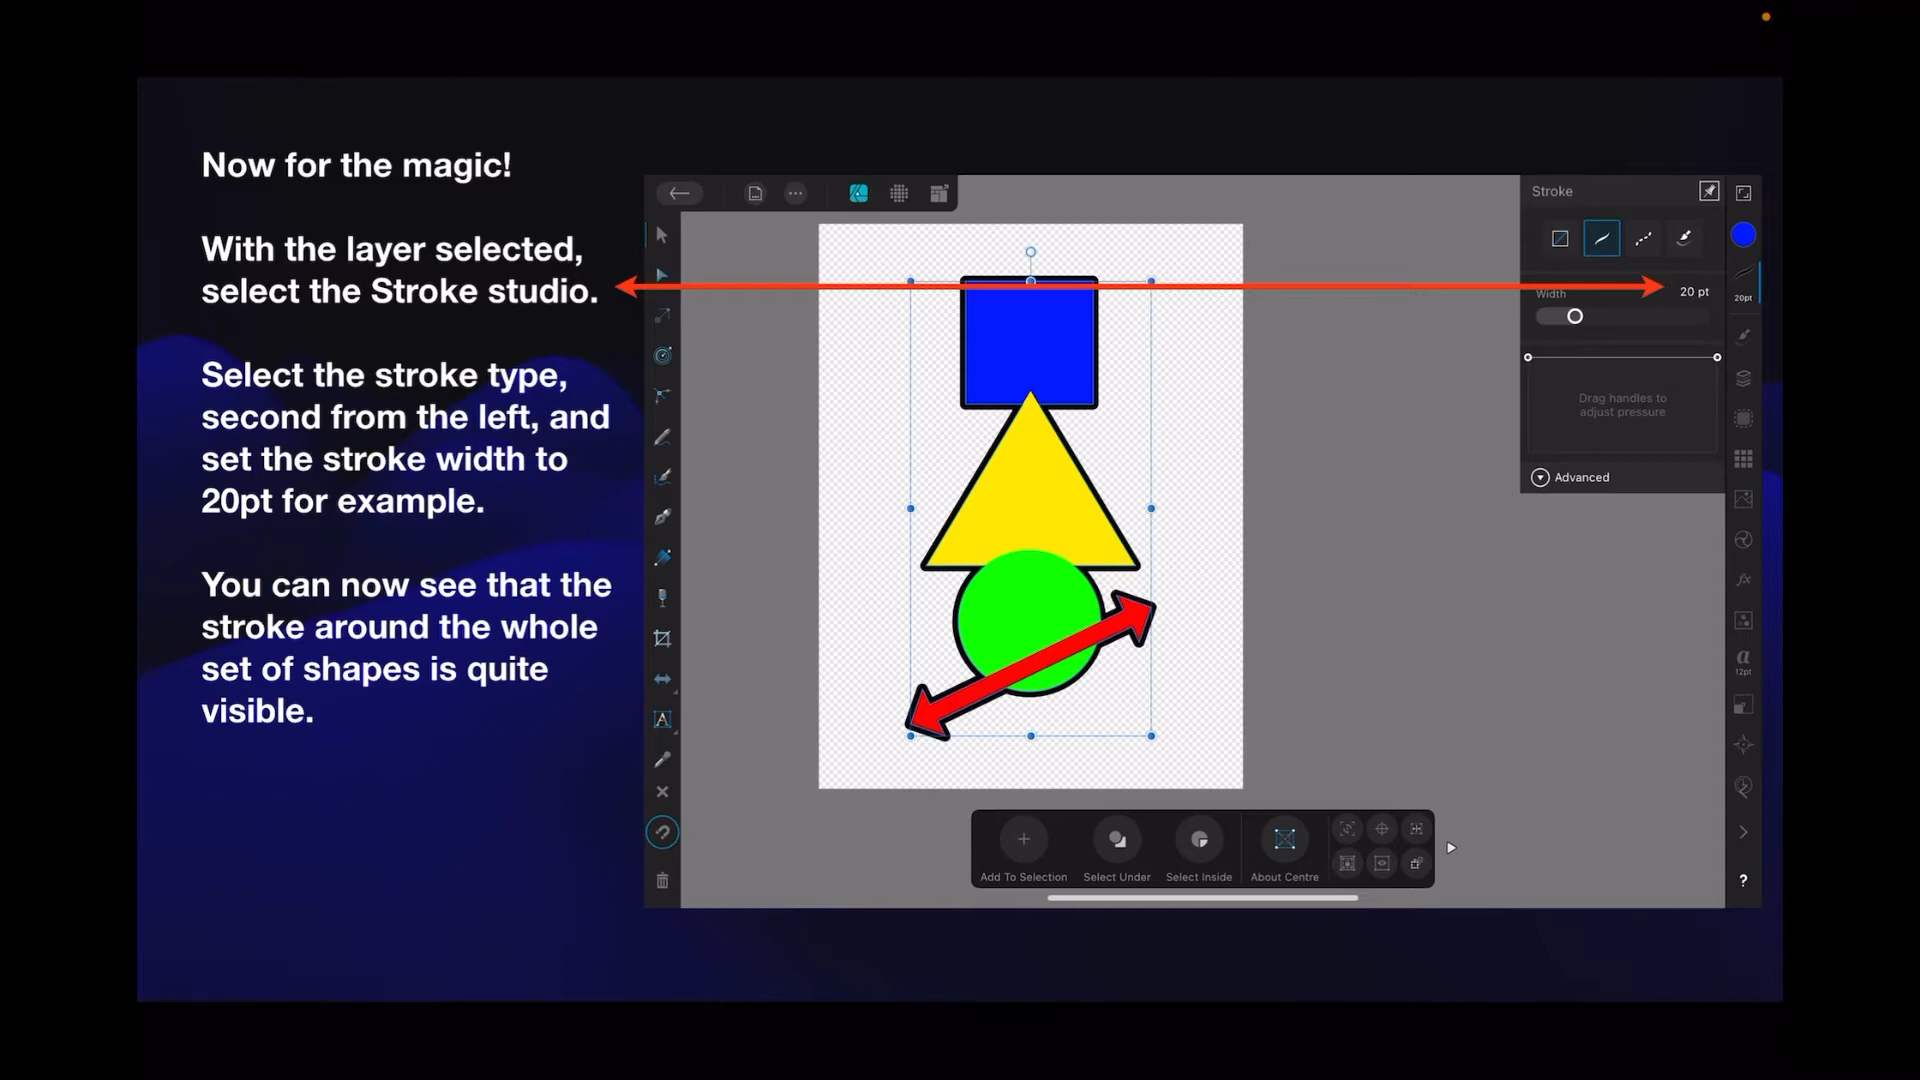 Now for the magic!
With the layer selected,
select the Stroke studio.
Select the stroke type,
second from the left, and
set the stroke width to
20pt for example.
You can now see that the
stroke around the whole
set of shapes is quite
visible.
Stroke
Width
20 pt
20pt
Drag handles to
adjust pressure
Advanced
fx
a
12pt
A
Add To Selection
Select Under
Select Inside
About Centre
?